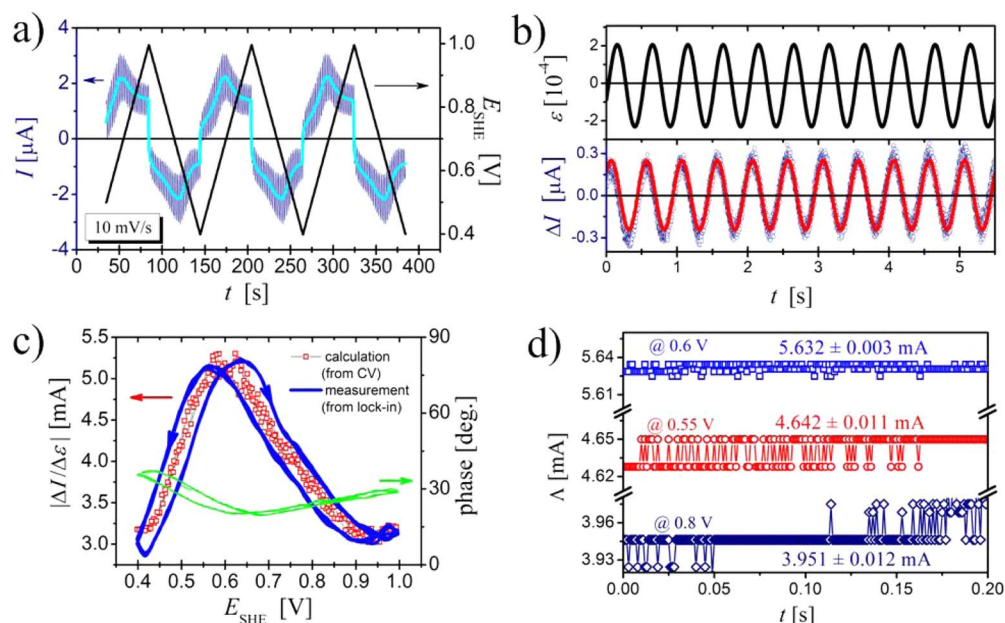 a)
4
2
0
-2
-4
I [μA]
1.0
0.8
0.6
0.4
E_SHE [V]
10 mV/s
0 50 100 150 200 250 300 350 400
t [s]
b)
2
0
-2
ε [10⁻⁴]
0.3
0.0
-0.3
ΔI [μA]
0 1 2 3 4 5
t [s]
c)
5.5
5.0
4.5
4.0
3.5
3.0
|ΔI/Δε| [mA]
90
60
30
0
phase [deg.]
calculation
(from CV)
measurement
(from lock-in)
0.4 0.5 0.6 0.7 0.8 0.9 1.0
E_SHE [V]
d)
5.64
5.61
4.65
4.62
3.96
3.93
Λ [mA]
@ 0.6 V
5.632 ± 0.003 mA
@ 0.55 V
4.642 ± 0.011 mA
@ 0.8 V
3.951 ± 0.012 mA
0.00 0.05 0.10 0.15 0.20
t [s]